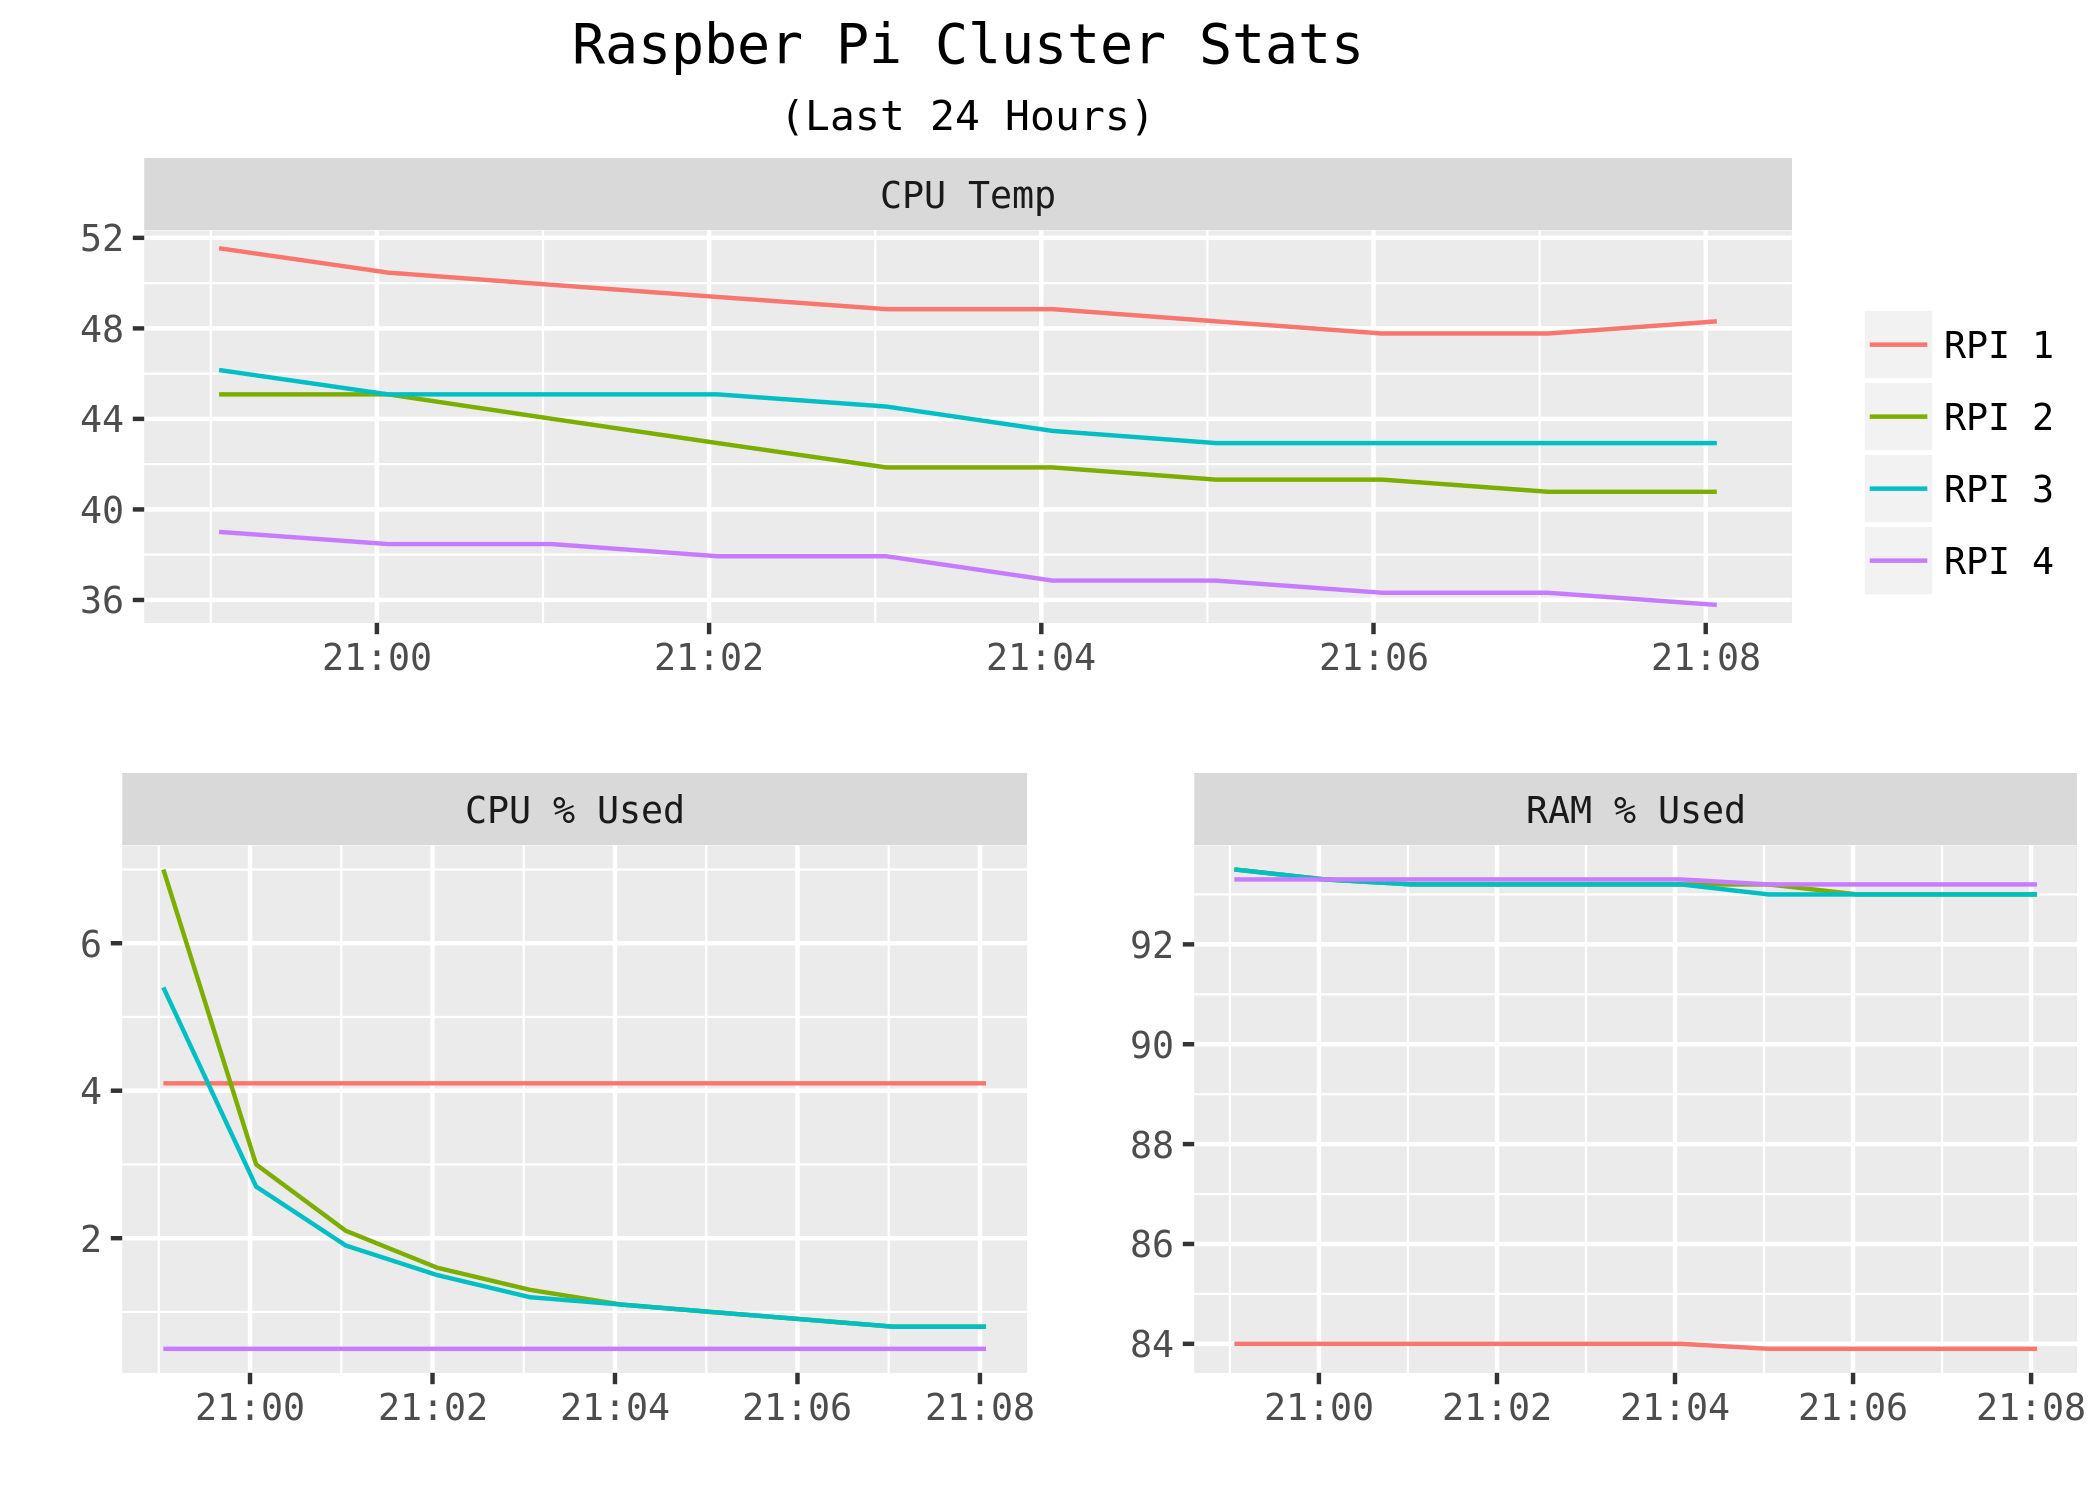 Raspber Pi Cluster Stats
(Last 24 Hours)
CPU Temp
52
48
44
40
36
21:00 21:02 21:04 21:06 21:08
RPI 1
RPI 2
RPI 3
RPI 4
CPU % Used
6
4
2
21:00 21:02 21:04 21:06 21:08
RAM % Used
92
90
88
86
84
21:00 21:02 21:04 21:06 21:08